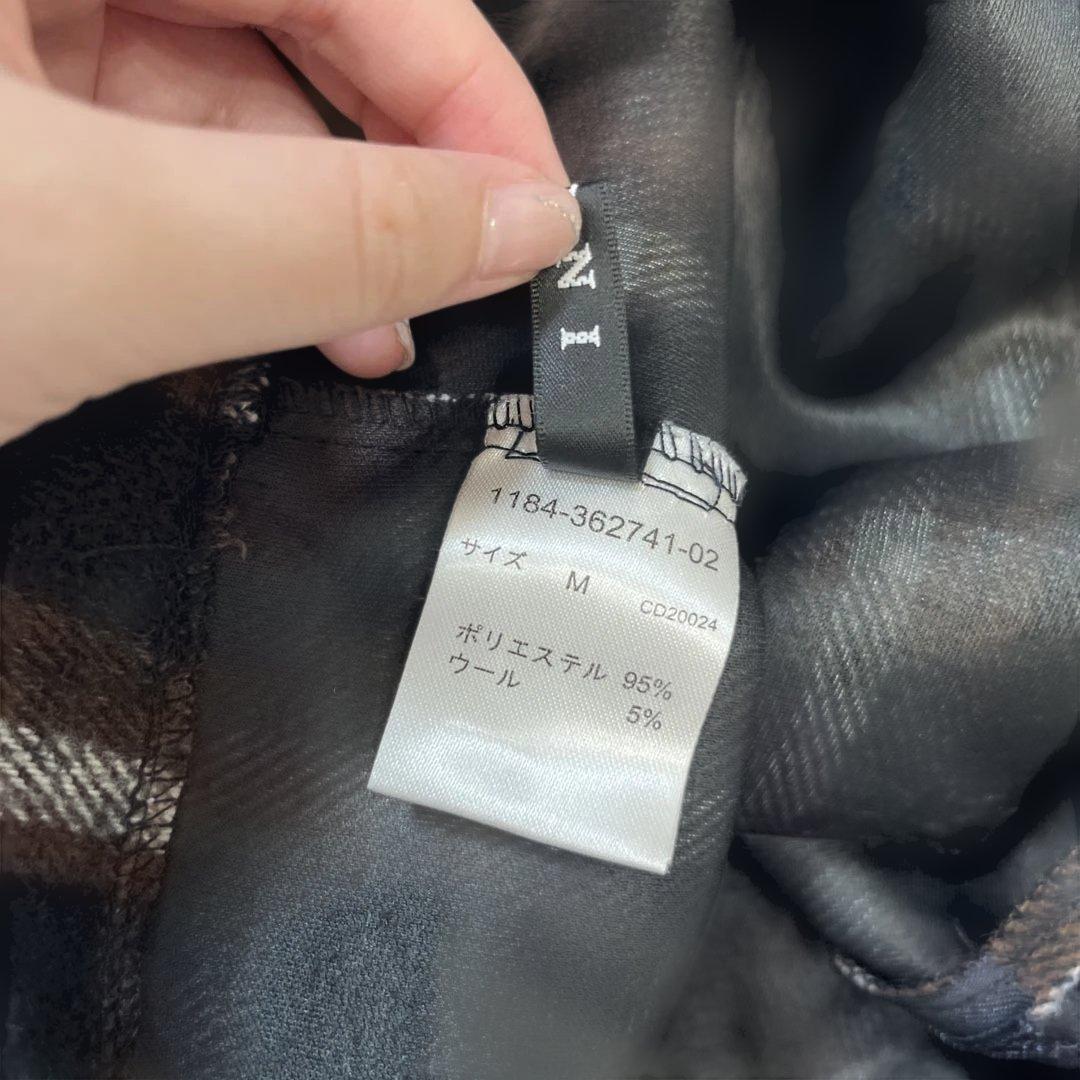 N I
1184-362741-02
サイズ M
CD20024
ポリエステル 95%
ウール 5%